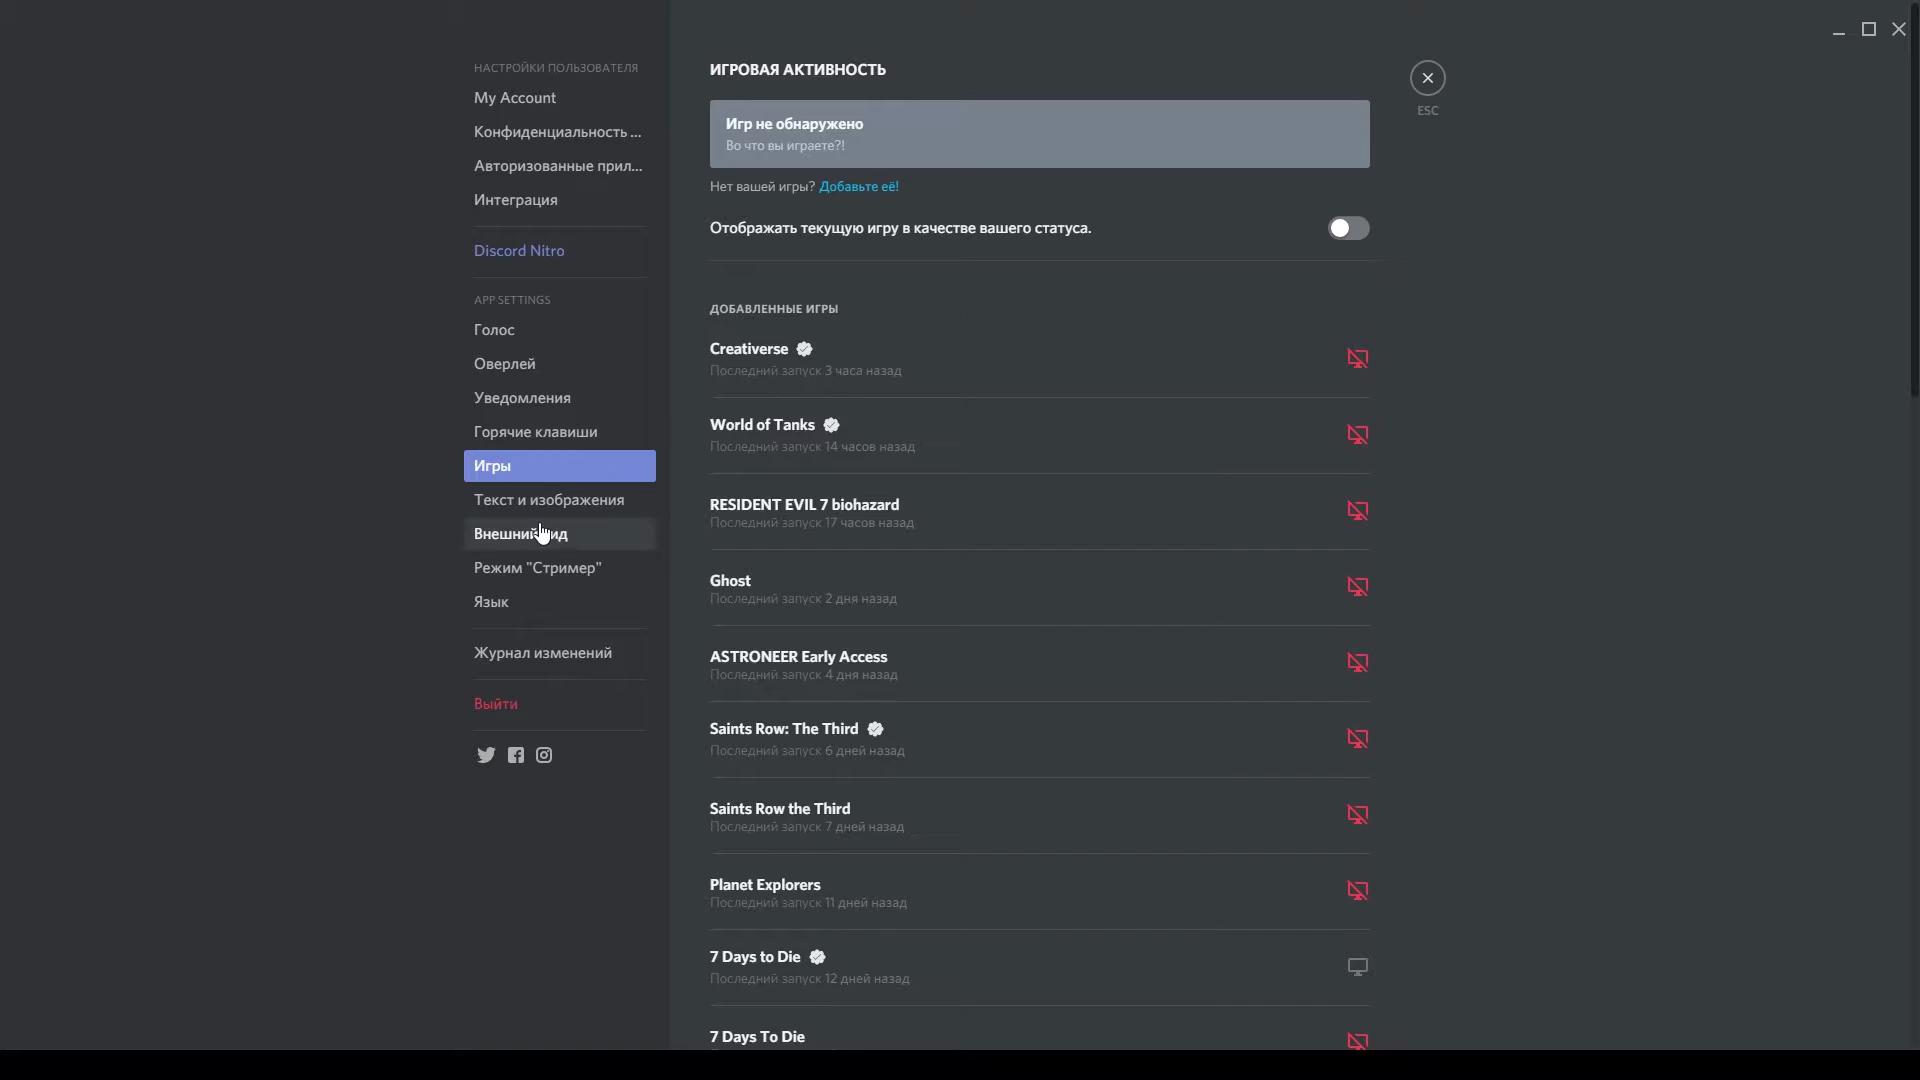 НАСТРОЙКИ ПОЛЬЗОВАТЕЛЯ
My Account
Конфиденциальность ...
Авторизованные прил...
Интеграция
Discord Nitro
APP SETTINGS
Голос
Оверлей
Уведомления
Горячие клавиши
Игры
Текст и изображения
Внешний вид
Режим "Стример"
Язык
Журнал изменений
Выйти
ИГРОВАЯ АКТИВНОСТЬ
Игр не обнаружено
Во что вы играете?!
Нет вашей игры? Добавьте её!
Отображать текущую игру в качестве вашего статуса.
ДОБАВЛЕННЫЕ ИГРЫ
Creativerse
Последний запуск 3 часа назад
World of Tanks
Последний запуск 14 часов назад
RESIDENT EVIL 7 biohazard
Последний запуск 17 часов назад
Ghost
Последний запуск 2 дня назад
ASTRONEER Early Access
Последний запуск 4 дня назад
Saints Row: The Third
Последний запуск 6 дней назад
Saints Row the Third
Последний запуск 7 дней назад
Planet Explorers
Последний запуск 11 дней назад
7 Days to Die
Последний запуск 12 дней назад
7 Days To Die
ESC